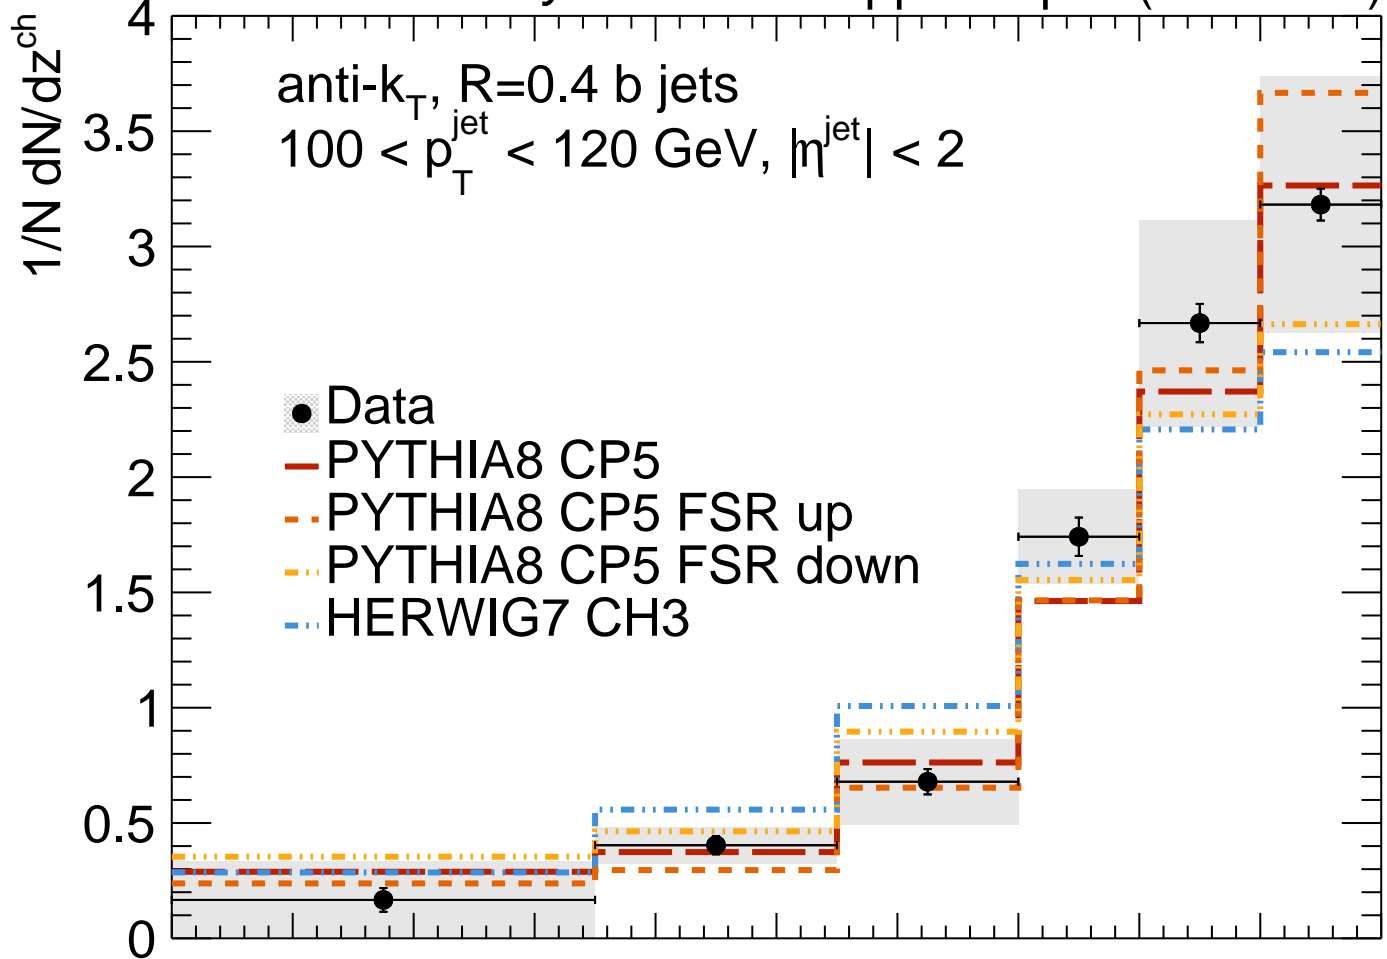 1/N dN/dz^ch
4
3.5
3
2.5
2
1.5
1
0.5
0
anti-k_T, R=0.4 b jets
100 < p_T^jet < 120 GeV, |η^jet| < 2
Data
PYTHIA8 CP5
PYTHIA8 CP5 FSR up
PYTHIA8 CP5 FSR down
HERWIG7 CH3